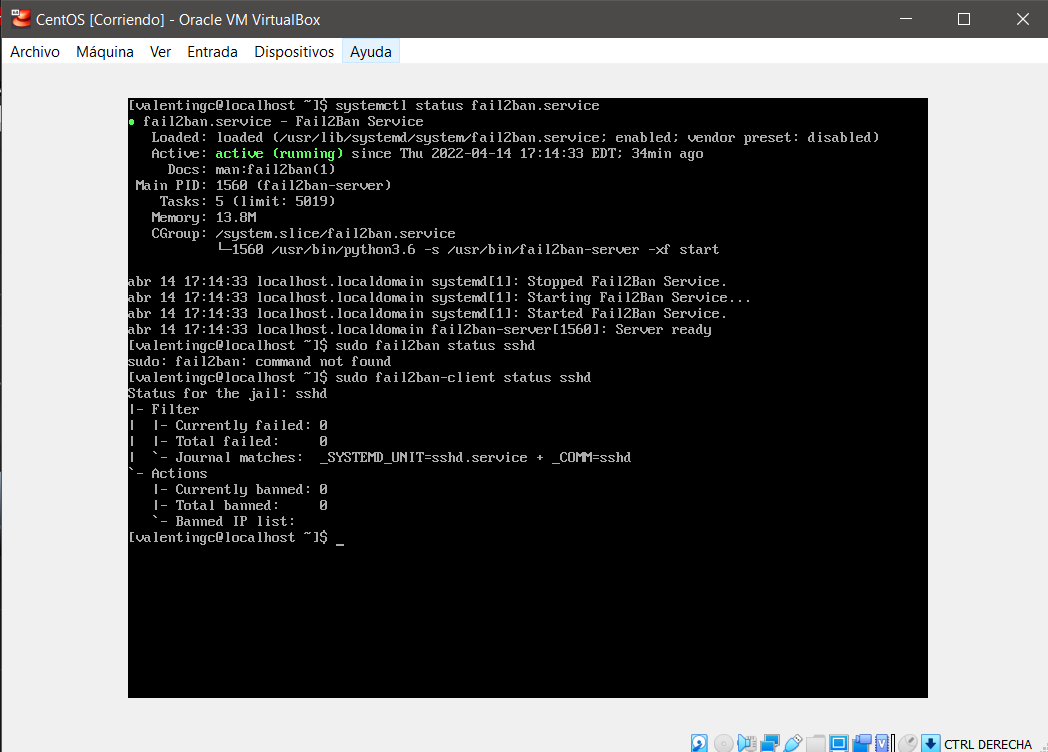 CentOS [Corriendo] - Oracle VM VirtualBox
Archivo Máquina Ver Entrada Dispositivos Ayuda
[valentingc@localhost ~]$ systemctl status fail2ban.service
● fail2ban.service - Fail2Ban Service
   Loaded: loaded (/usr/lib/systemd/system/fail2ban.service; enabled; vendor preset: disabled)
   Active: active (running) since Thu 2022-04-14 17:14:33 EDT; 34min ago
     Docs: man:fail2ban(1)
 Main PID: 1560 (fail2ban-server)
    Tasks: 5 (limit: 5019)
   Memory: 13.8M
   CGroup: /system.slice/fail2ban.service
           └─1560 /usr/bin/python3.6 -s /usr/bin/fail2ban-server -xf start
abr 14 17:14:33 localhost.localdomain systemd[1]: Stopped Fail2Ban Service.
abr 14 17:14:33 localhost.localdomain systemd[1]: Starting Fail2Ban Service...
abr 14 17:14:33 localhost.localdomain systemd[1]: Started Fail2Ban Service.
abr 14 17:14:33 localhost.localdomain fail2ban-server[1560]: Server ready
[valentingc@localhost ~]$ sudo fail2ban status sshd
sudo: fail2ban: command not found
[valentingc@localhost ~]$ sudo fail2ban-client status sshd
Status for the jail: sshd
|- Filter
|  |- Currently failed: 0
|  |- Total failed:     0
|  `- Journal matches:  _SYSTEMD_UNIT=sshd.service + _COMM=sshd
`- Actions
   |- Currently banned: 0
   |- Total banned:     0
   `- Banned IP list:
[valentingc@localhost ~]$ _
CTRL DERECHA